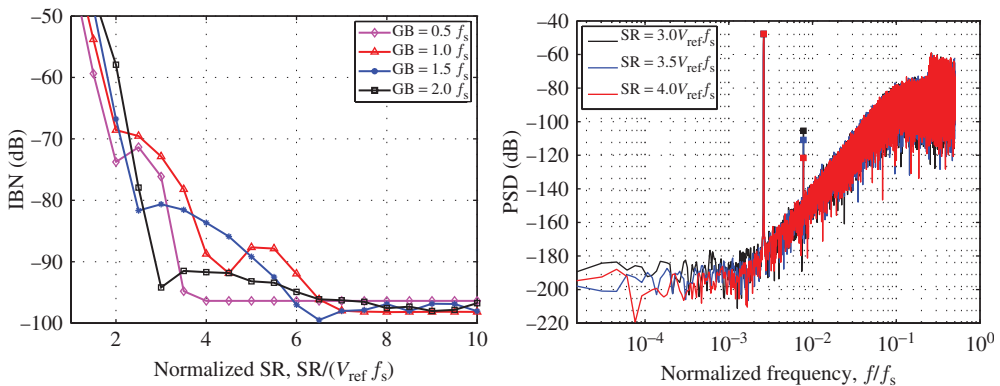 −50
−60
−70
−80
−90
−100
IBN (dB)
2
4
6
8
10
Normalized SR, SR/(V_ref f_s)
GB = 0.5 f_s
GB = 1.0 f_s
GB = 1.5 f_s
GB = 2.0 f_s
−40
−60
−80
−100
−120
−140
−160
−180
−200
−220
PSD (dB)
SR = 3.0V_ref f_s
SR = 3.5V_ref f_s
SR = 4.0V_ref f_s
10^−4
10^−3
10^−2
10^−1
10^0
Normalized frequency, f/f_s